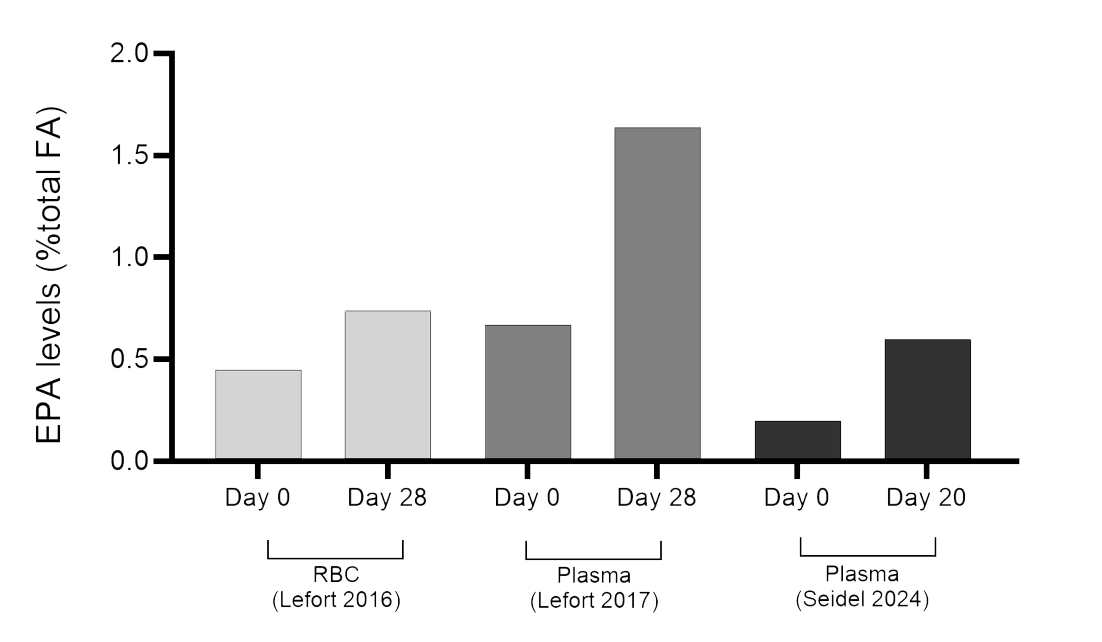 EPA levels (%total FA)
2.0
1.5
1.0
0.5
0.0
Day 0
Day 28
Day 0
Day 28
Day 0
Day 20
RBC
(Lefort 2016)
Plasma
(Lefort 2017)
Plasma
(Seidel 2024)